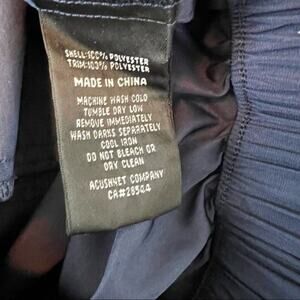 SHELL:100% POLYESTER
TRIM:100% POLYESTER
MADE IN CHINA
MACHINE WASH COLD
TUMBLE DRY LOW
REMOVE IMMEDIATELY
WASH DARKS SEPARATELY
COOL IRON
DO NOT BLEACH OR
DRY CLEAN
ACUSHNET COMPANY
CA#28504